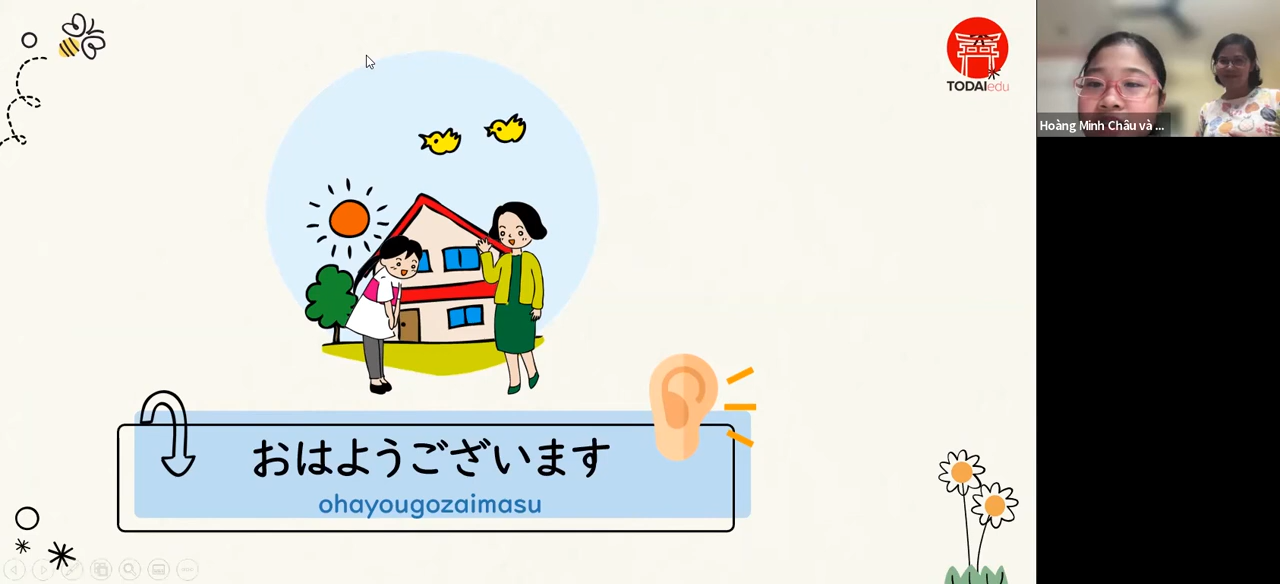 TODAIedu
Hoàng Minh Châu và ...
おはようございます
ohayougozaimasu